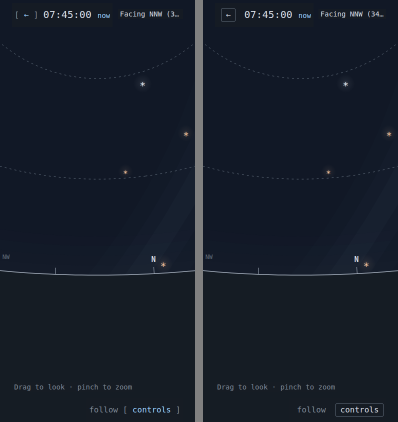 [ ← ] 07:45:00 now Facing NNW (3…
NW
N
Drag to look · pinch to zoom
follow [ controls ]
← 07:45:00 now Facing NNW (34…
NW
N
Drag to look · pinch to zoom
follow controls